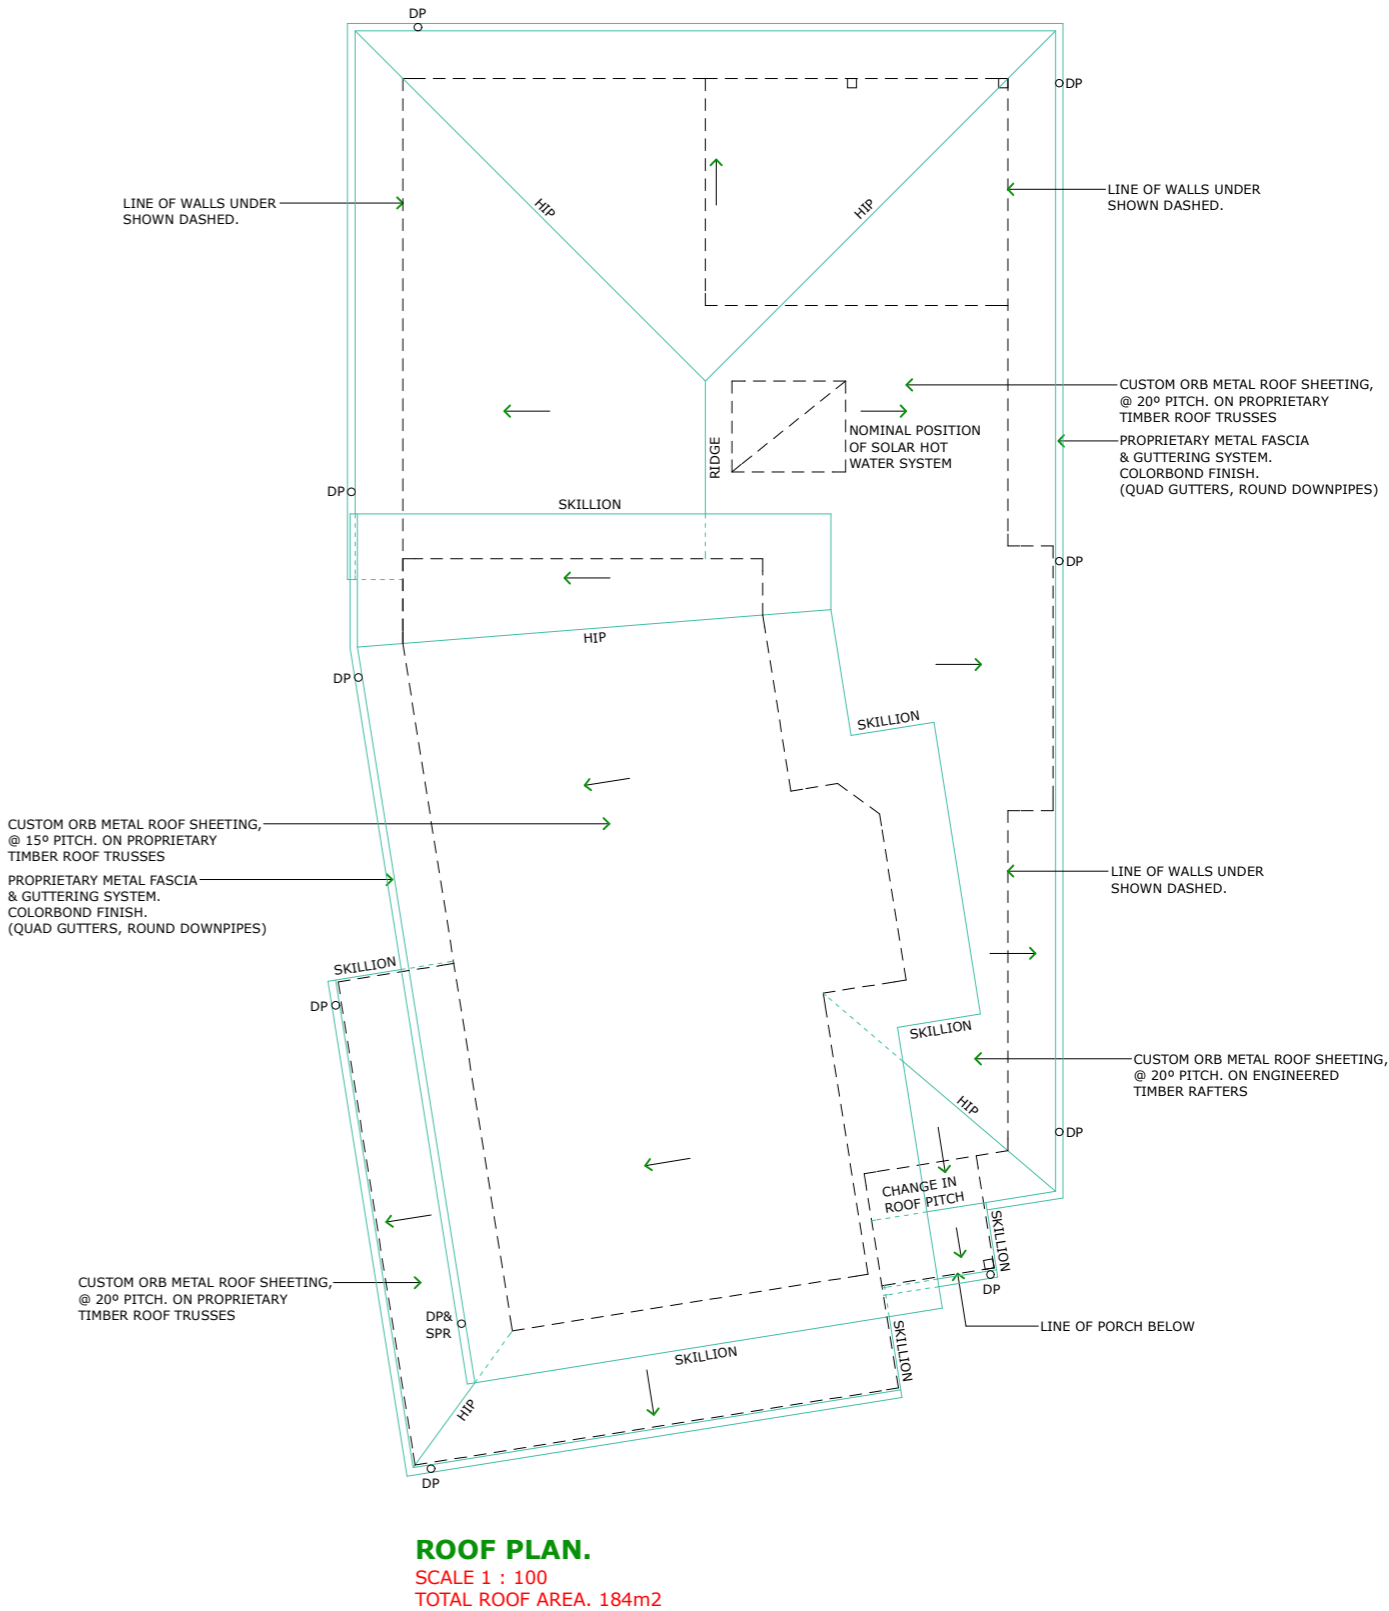 DP
DP
LINE OF WALLS UNDER
SHOWN DASHED.
HIP
HIP
LINE OF WALLS UNDER
SHOWN DASHED.
CUSTOM ORB METAL ROOF SHEETING,
@ 20º PITCH. ON PROPRIETARY
TIMBER ROOF TRUSSES
NOMINAL POSITION
OF SOLAR HOT
WATER SYSTEM
RIDGE
PROPRIETARY METAL FASCIA
& GUTTERING SYSTEM.
COLORBOND FINISH.
(QUAD GUTTERS, ROUND DOWNPIPES)
DP
SKILLION
DP
HIP
DP
SKILLION
CUSTOM ORB METAL ROOF SHEETING,
@ 15º PITCH. ON PROPRIETARY
TIMBER ROOF TRUSSES
PROPRIETARY METAL FASCIA
& GUTTERING SYSTEM.
COLORBOND FINISH.
(QUAD GUTTERS, ROUND DOWNPIPES)
LINE OF WALLS UNDER
SHOWN DASHED.
SKILLION
DP
SKILLION
CUSTOM ORB METAL ROOF SHEETING,
@ 20º PITCH. ON ENGINEERED
TIMBER RAFTERS
HIP
DP
CHANGE IN
ROOF PITCH
SKILLION
CUSTOM ORB METAL ROOF SHEETING,
@ 20º PITCH. ON PROPRIETARY
TIMBER ROOF TRUSSES
DP&
SPR
DP
LINE OF PORCH BELOW
SKILLION
SKILLION
HIP
DP
ROOF PLAN.
SCALE 1 : 100
TOTAL ROOF AREA. 184m2